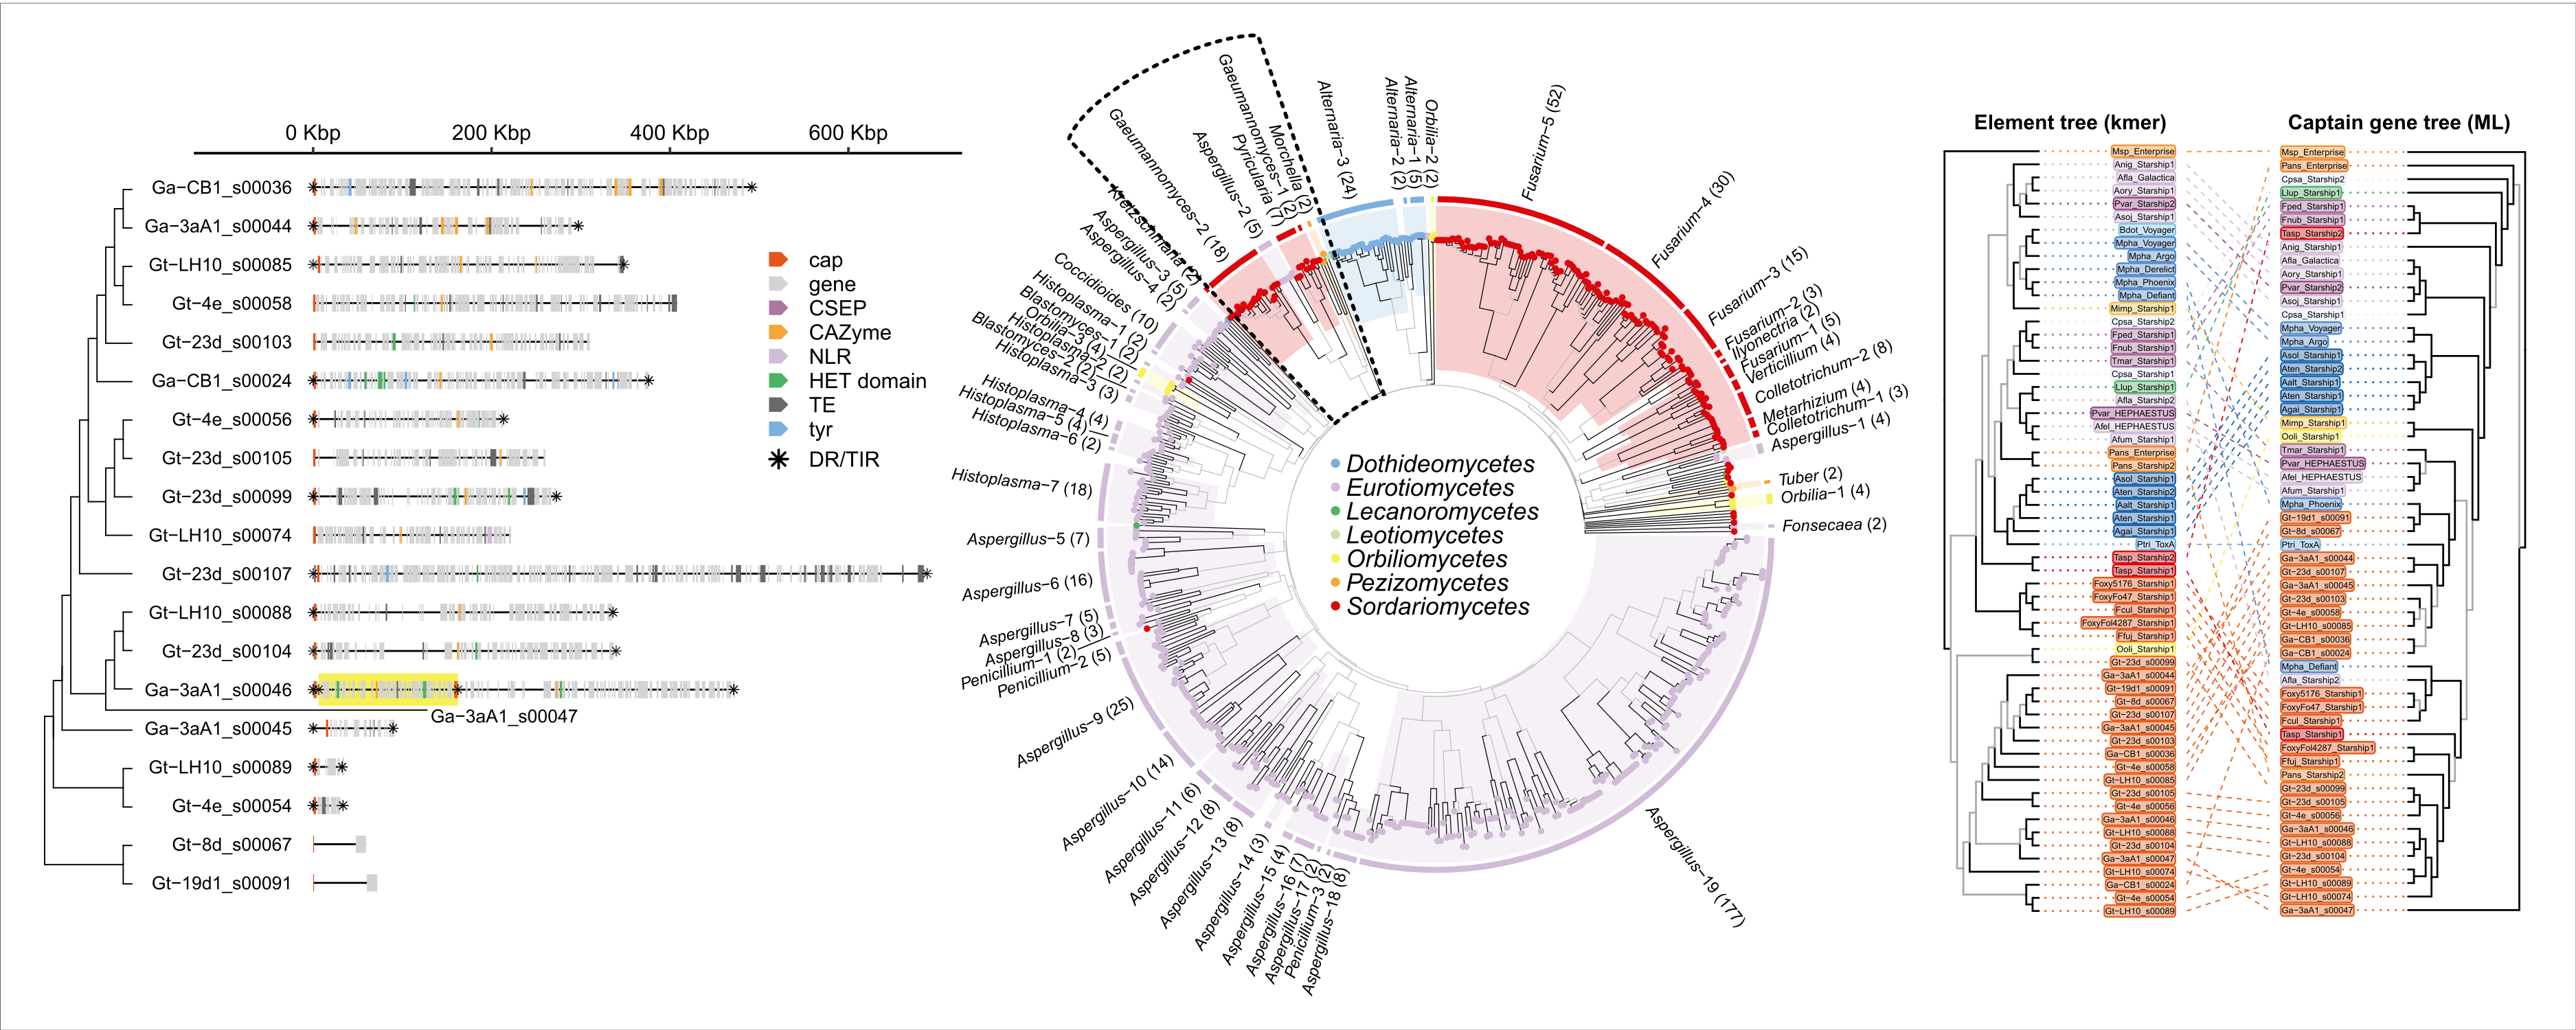 0 Kbp
200 Kbp
400 Kbp
600 Kbp
Ga−CB1_s00036
Ga−3aA1_s00044
Gt−LH10_s00085
Gt−4e_s00058
Gt−23d_s00103
Ga−CB1_s00024
Gt−4e_s00056
Gt−23d_s00105
Gt−23d_s00099
Gt−LH10_s00074
Gt−23d_s00107
Gt−LH10_s00088
Gt−23d_s00104
Ga−3aA1_s00046
Ga−3aA1_s00047
Ga−3aA1_s00045
Gt−LH10_s00089
Gt−4e_s00054
Gt−8d_s00067
Gt−19d1_s00091
cap
gene
CSEP
CAZyme
NLR
HET domain
TE
tyr
DR/TIR
Gaeumannomyces−2 (18)
Aspergillus−2 (5)
Gaeumannomyces−1 (2)
Pyricularia (7)
Morchella (2)
Alternaria−3 (24)
Alternaria−2 (2)
Alternaria−1 (5)
Orbilia−2 (2)
Fusarium−5 (52)
Fusarium−4 (30)
Fusarium−3 (15)
Fusarium−2 (3)
Ilyonectria (2)
Fusarium−1 (5)
Verticillium (4)
Colletotrichum−2 (8)
Metarhizium (4)
Colletotrichum−1 (3)
Aspergillus−1 (4)
Tuber (2)
Orbilia−1 (4)
Fonsecaea (2)
Kretzschmaria (2)
Aspergillus−3 (5)
Aspergillus−4 (2)
Coccidioides (10)
Histoplasma−1 (2)
Blastomyces−1 (2)
Orbilia−3 (4)
Histoplasma−2 (2)
Blastomyces−2 (2)
Histoplasma−3 (3)
Histoplasma−4 (4)
Histoplasma−5 (4)
Histoplasma−6 (2)
Histoplasma−7 (18)
Aspergillus−5 (7)
Aspergillus−6 (16)
Aspergillus−7 (5)
Aspergillus−8 (3)
Penicillium−1 (2)
Penicillium−2 (5)
Aspergillus−9 (25)
Aspergillus−10 (14)
Aspergillus−11 (6)
Aspergillus−12 (8)
Aspergillus−13 (8)
Aspergillus−14 (3)
Aspergillus−15 (4)
Aspergillus−16 (7)
Aspergillus−17 (2)
Penicillium−3 (2)
Aspergillus−18 (8)
Aspergillus−19 (177)
Dothideomycetes
Eurotiomycetes
Lecanoromycetes
Leotiomycetes
Orbiliomycetes
Pezizomycetes
Sordariomycetes
Element tree (kmer)
Msp_Enterprise
Anig_Starship1
Afla_Galactica
Aory_Starship1
Pvar_Starship2
Asoj_Starship1
Bdot_Voyager
Mpha_Voyager
Mpha_Argo
Mpha_Derelict
Mpha_Phoenix
Mpha_Defiant
Mimp_Starship1
Cpsa_Starship2
Fped_Starship1
Fnub_Starship1
Tmar_Starship1
Cpsa_Starship1
Llup_Starship1
Afla_Starship2
Pvar_HEPHAESTUS
Afel_HEPHAESTUS
Afum_Starship1
Pans_Enterprise
Pans_Starship2
Asol_Starship1
Aten_Starship2
Aalt_Starship1
Aten_Starship1
Agai_Starship1
Ptri_ToxA
Tasp_Starship2
Tasp_Starship1
Foxy5176_Starship1
FoxyFo47_Starship1
Fcul_Starship1
FoxyFol4287_Starship1
Ffuj_Starship1
Ooli_Starship1
Gt−23d_s00099
Ga−3aA1_s00044
Gt−19d1_s00091
Gt−8d_s00067
Gt−23d_s00107
Ga−3aA1_s00045
Gt−23d_s00103
Ga−CB1_s00036
Gt−4e_s00058
Gt−LH10_s00085
Gt−23d_s00105
Gt−4e_s00056
Ga−3aA1_s00046
Gt−LH10_s00088
Gt−23d_s00104
Ga−3aA1_s00047
Gt−LH10_s00074
Ga−CB1_s00024
Gt−4e_s00054
Gt−LH10_s00089
Captain gene tree (ML)
Msp_Enterprise
Pans_Enterprise
Cpsa_Starship2
Llup_Starship1
Fped_Starship1
Fnub_Starship1
Tasp_Starship2
Anig_Starship1
Afla_Galactica
Aory_Starship1
Pvar_Starship2
Asoj_Starship1
Cpsa_Starship1
Mpha_Voyager
Mpha_Argo
Asol_Starship1
Aten_Starship2
Aalt_Starship1
Aten_Starship1
Agai_Starship1
Mimp_Starship1
Ooli_Starship1
Tmar_Starship1
Pvar_HEPHAESTUS
Afel_HEPHAESTUS
Afum_Starship1
Mpha_Phoenix
Gt−19d1_s00091
Gt−8d_s00067
Ptri_ToxA
Ga−3aA1_s00044
Gt−23d_s00107
Ga−3aA1_s00045
Gt−23d_s00103
Gt−4e_s00058
Gt−LH10_s00085
Ga−CB1_s00036
Ga−CB1_s00024
Mpha_Defiant
Afla_Starship2
Foxy5176_Starship1
FoxyFo47_Starship1
Fcul_Starship1
Tasp_Starship1
FoxyFol4287_Starship1
Ffuj_Starship1
Pans_Starship2
Gt−23d_s00099
Gt−23d_s00105
Gt−4e_s00056
Ga−3aA1_s00046
Gt−LH10_s00088
Gt−23d_s00104
Gt−4e_s00054
Gt−LH10_s00089
Gt−LH10_s00074
Ga−3aA1_s00047